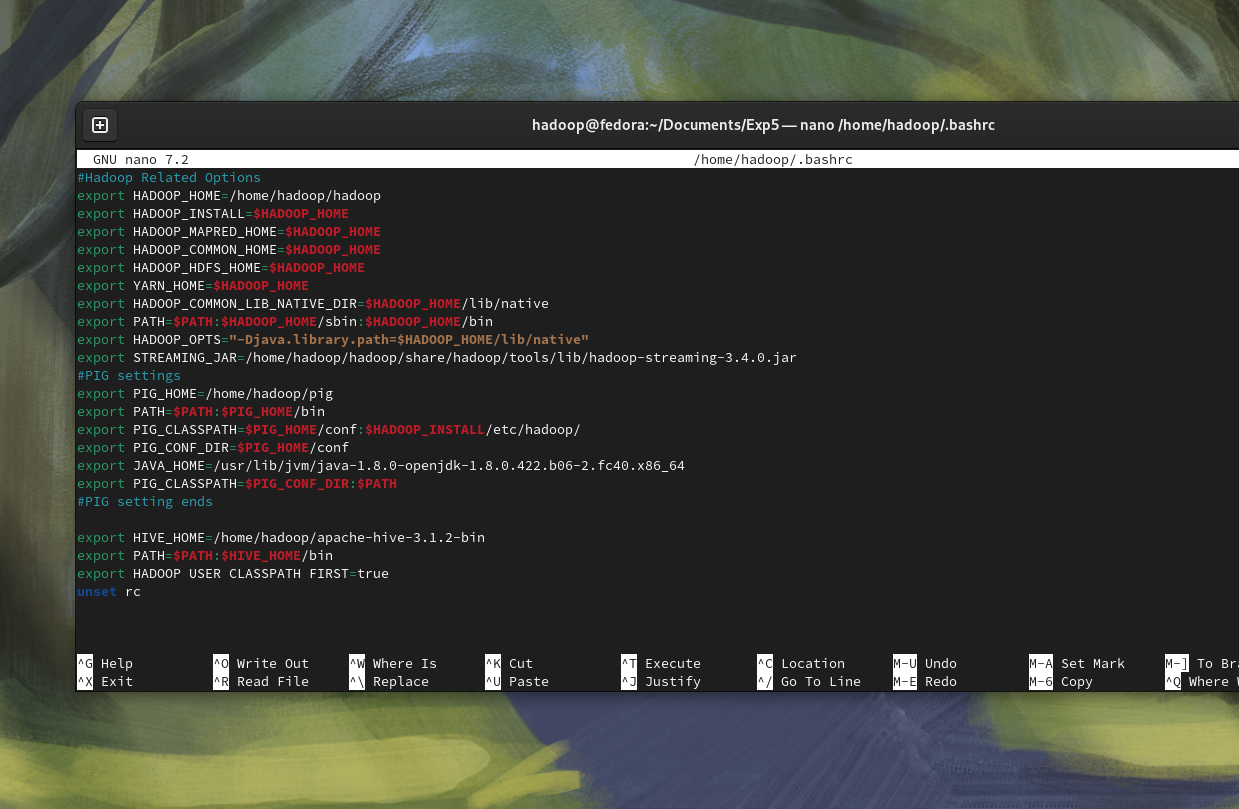 hadoop@fedora:~/Documents/Exp5 — nano /home/hadoop/.bashrc
GNU nano 7.2 /home/hadoop/.bashrc
#Hadoop Related Options
export HADOOP_HOME=/home/hadoop/hadoop
export HADOOP_INSTALL=$HADOOP_HOME
export HADOOP_MAPRED_HOME=$HADOOP_HOME
export HADOOP_COMMON_HOME=$HADOOP_HOME
export HADOOP_HDFS_HOME=$HADOOP_HOME
export YARN_HOME=$HADOOP_HOME
export HADOOP_COMMON_LIB_NATIVE_DIR=$HADOOP_HOME/lib/native
export PATH=$PATH:$HADOOP_HOME/sbin:$HADOOP_HOME/bin
export HADOOP_OPTS="-Djava.library.path=$HADOOP_HOME/lib/native"
export STREAMING_JAR=/home/hadoop/hadoop/share/hadoop/tools/lib/hadoop-streaming-3.4.0.jar
#PIG settings
export PIG_HOME=/home/hadoop/pig
export PATH=$PATH:$PIG_HOME/bin
export PIG_CLASSPATH=$PIG_HOME/conf:$HADOOP_INSTALL/etc/hadoop/
export PIG_CONF_DIR=$PIG_HOME/conf
export JAVA_HOME=/usr/lib/jvm/java-1.8.0-openjdk-1.8.0.422.b06-2.fc40.x86_64
export PIG_CLASSPATH=$PIG_CONF_DIR:$PATH
#PIG setting ends
export HIVE_HOME=/home/hadoop/apache-hive-3.1.2-bin
export PATH=$PATH:$HIVE_HOME/bin
export HADOOP USER CLASSPATH FIRST=true
unset rc
^G Help ^O Write Out ^W Where Is ^K Cut ^T Execute ^C Location M-U Undo M-A Set Mark M-] To Bra
^X Exit ^R Read File ^\ Replace ^U Paste ^J Justify ^/ Go To Line M-E Redo M-6 Copy ^Q Where W